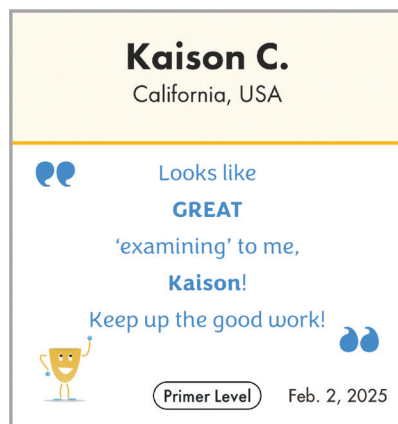 Kaison C.
California, USA
Looks like
GREAT
‘examining’ to me,
Kaison!
Keep up the good work!
Primer Level Feb. 2, 2025